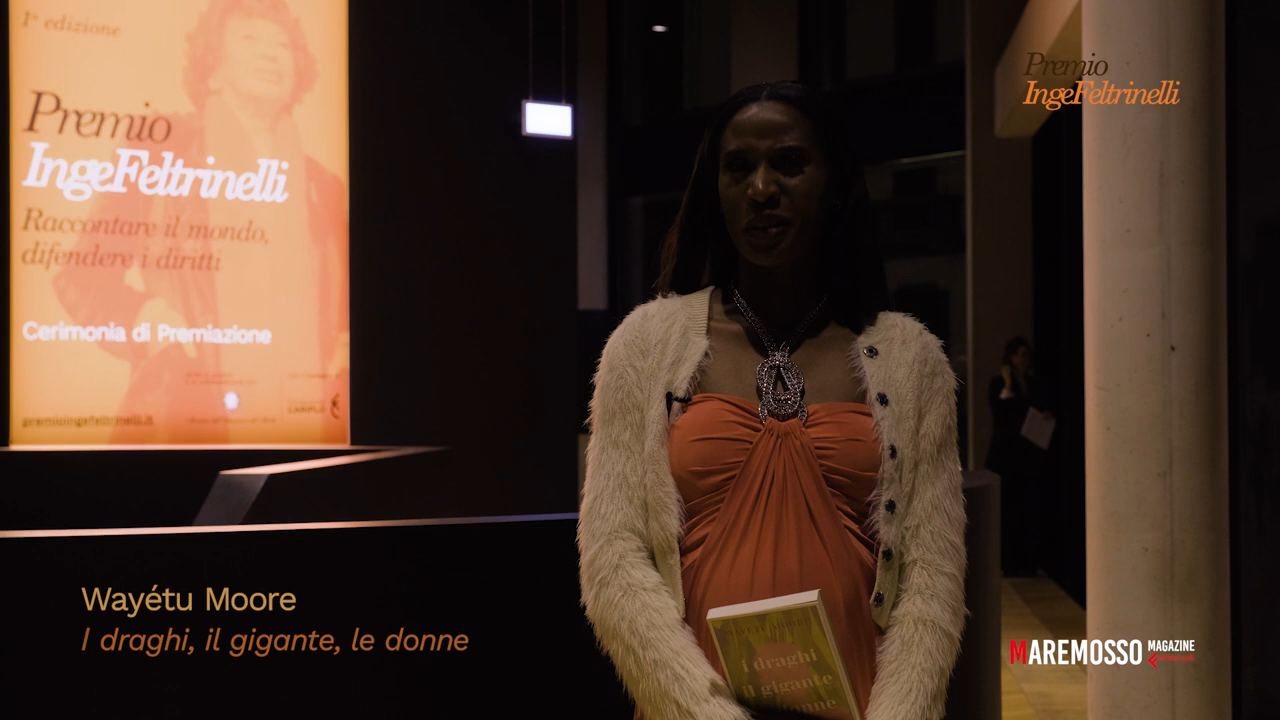 1ª edizione
Premio
IngeFeltrinelli
Raccontare il mondo,
difendere i diritti
Cerimonia di Premiazione
premioingefeltrinelli.it
Premio
IngeFeltrinelli
Wayétu Moore
I draghi, il gigante, le donne
i draghi
il gigante
donne
MAREMOSSO MAGAZINE